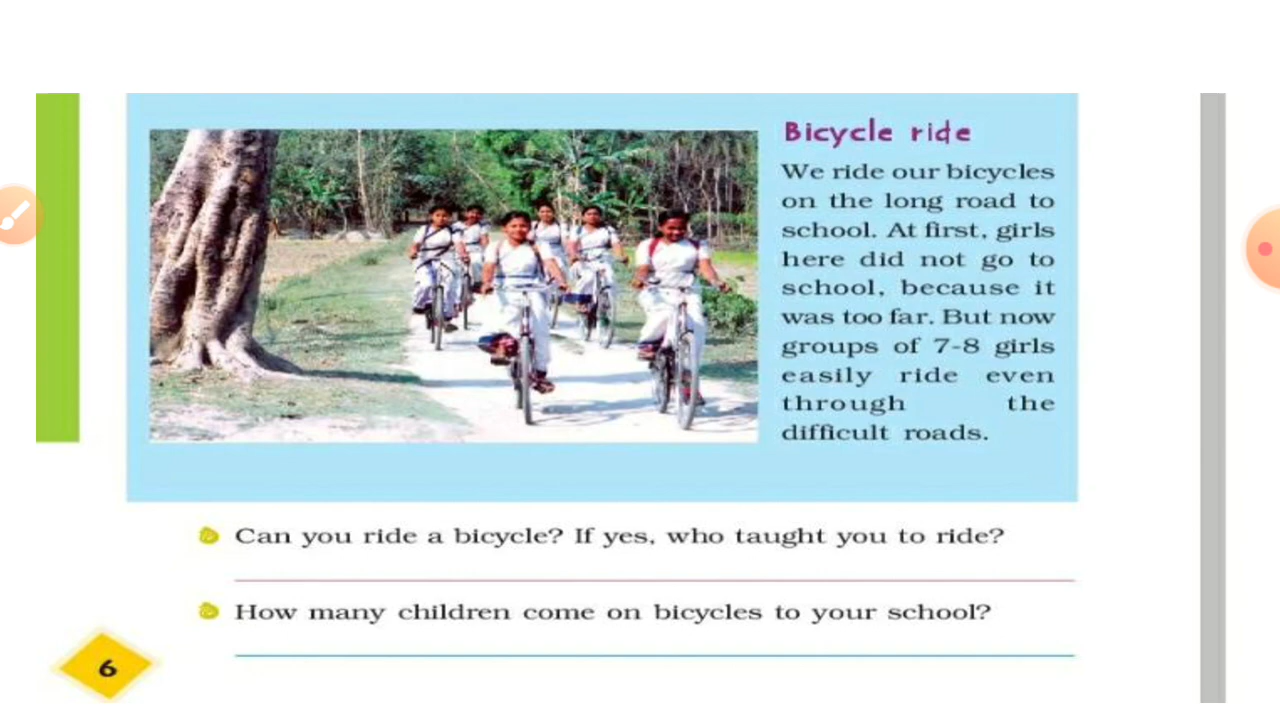 Bicycle ride
We ride our bicycles
on the long road to
school. At first, girls
here did not go to
school, because it
was too far. But now
groups of 7-8 girls
easily ride even
through the
difficult roads.
Can you ride a bicycle? If yes, who taught you to ride?
How many children come on bicycles to your school?
6